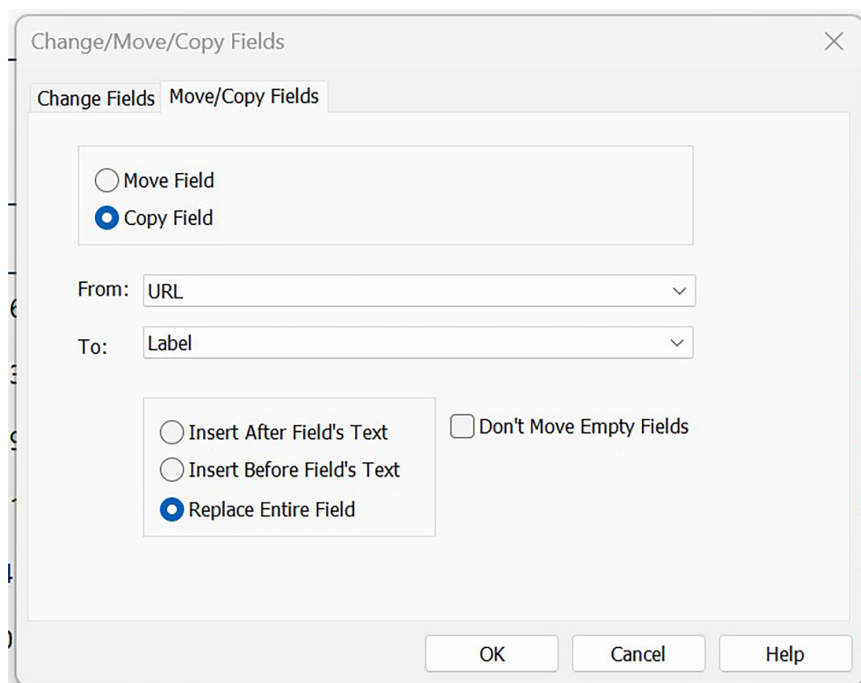 Change/Move/Copy Fields
Change Fields Move/Copy Fields
Move Field
Copy Field
From: URL
To: Label
Insert After Field's Text
Don't Move Empty Fields
Insert Before Field's Text
Replace Entire Field
OK Cancel Help